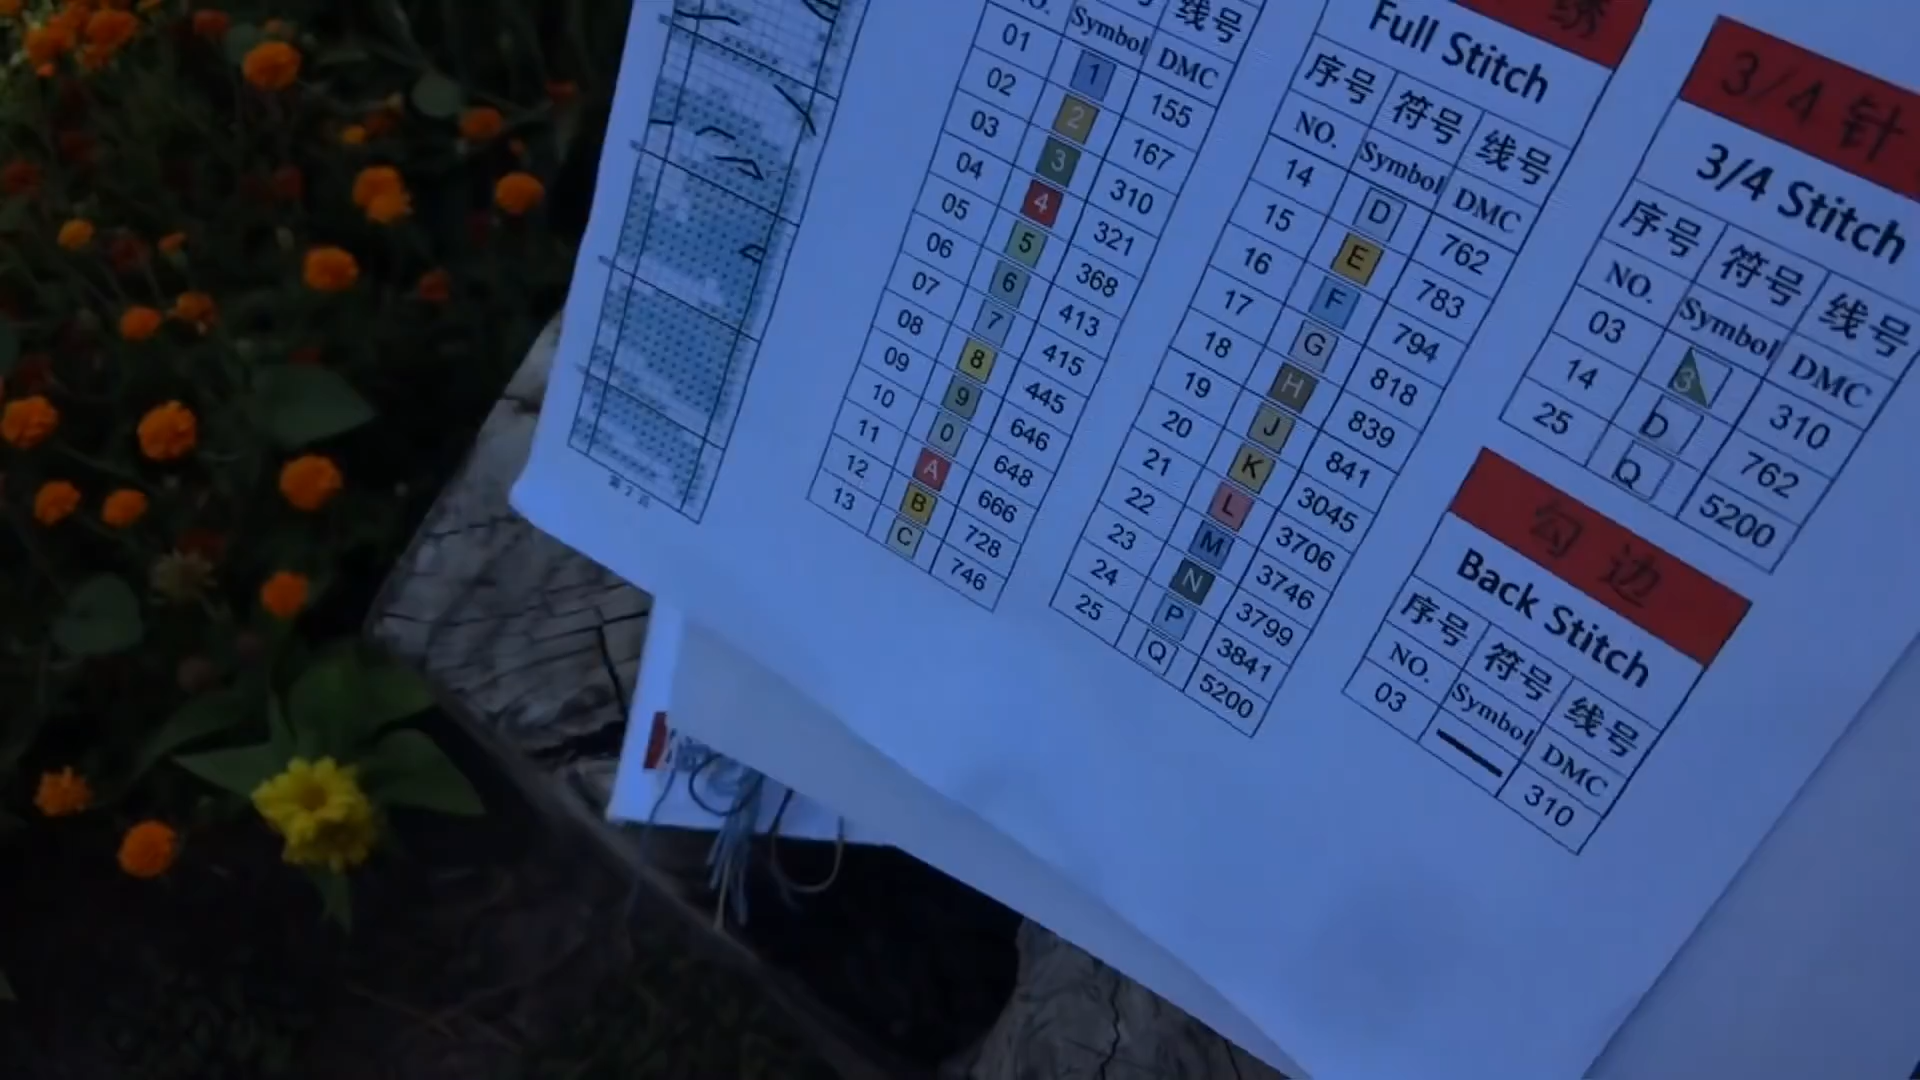 线号
Symbol DMC
01 1 155
02 2 167
03 3 310
04 4 321
05 5 368
06 6 413
07 7 415
08 8 445
09 9 646
10 0 648
11 A 666
12 B 728
13 C 746
绣
Full Stitch
序号 符号 线号
NO. Symbol DMC
14 D 762
15 E 783
16 F 794
17 G 818
18 H 839
19 J 841
20 K 3045
21 L 3706
22 M 3746
23 N 3799
24 P 3841
25 Q 5200
3/4 针
3/4 Stitch
序号 符号 线号
NO. Symbol DMC
03 3 310
14 D 762
25 Q 5200
勾边
Back Stitch
序号 符号 线号
NO. Symbol DMC
03 310